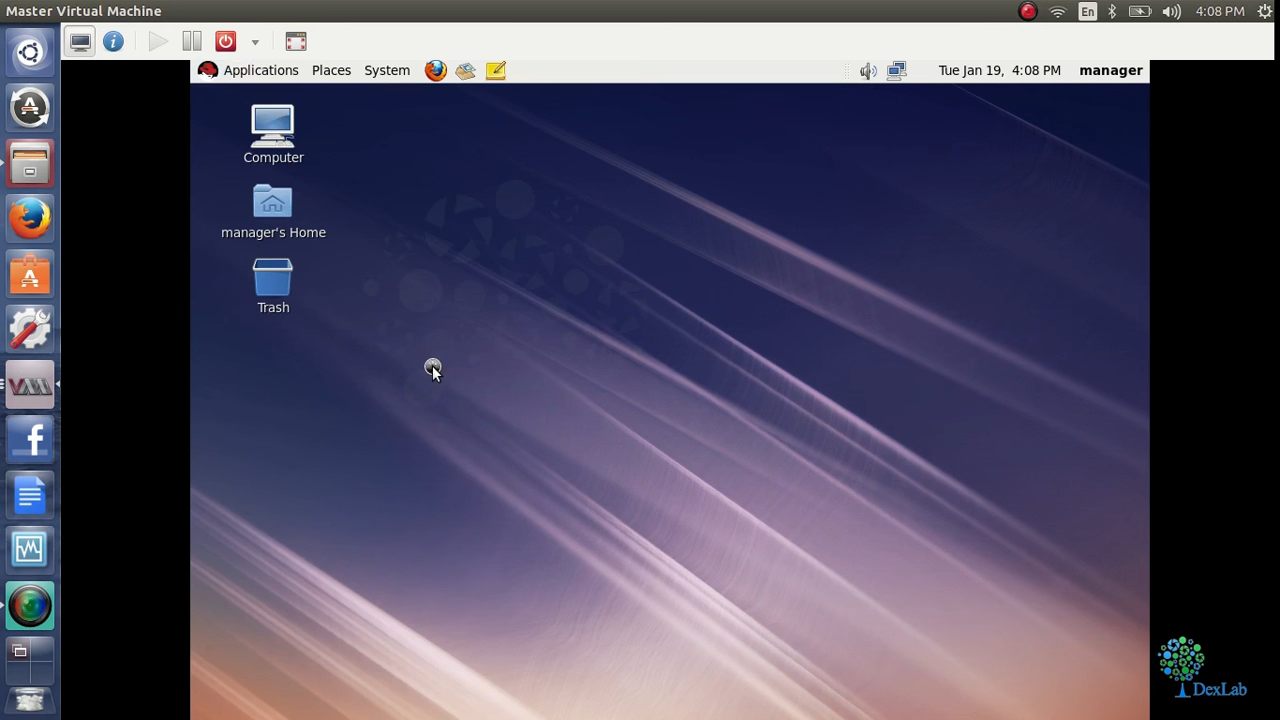 Master Virtual Machine
En
4:08 PM
Applications Places System
Tue Jan 19, 4:08 PM manager
Computer
manager's Home
Trash
DexLab